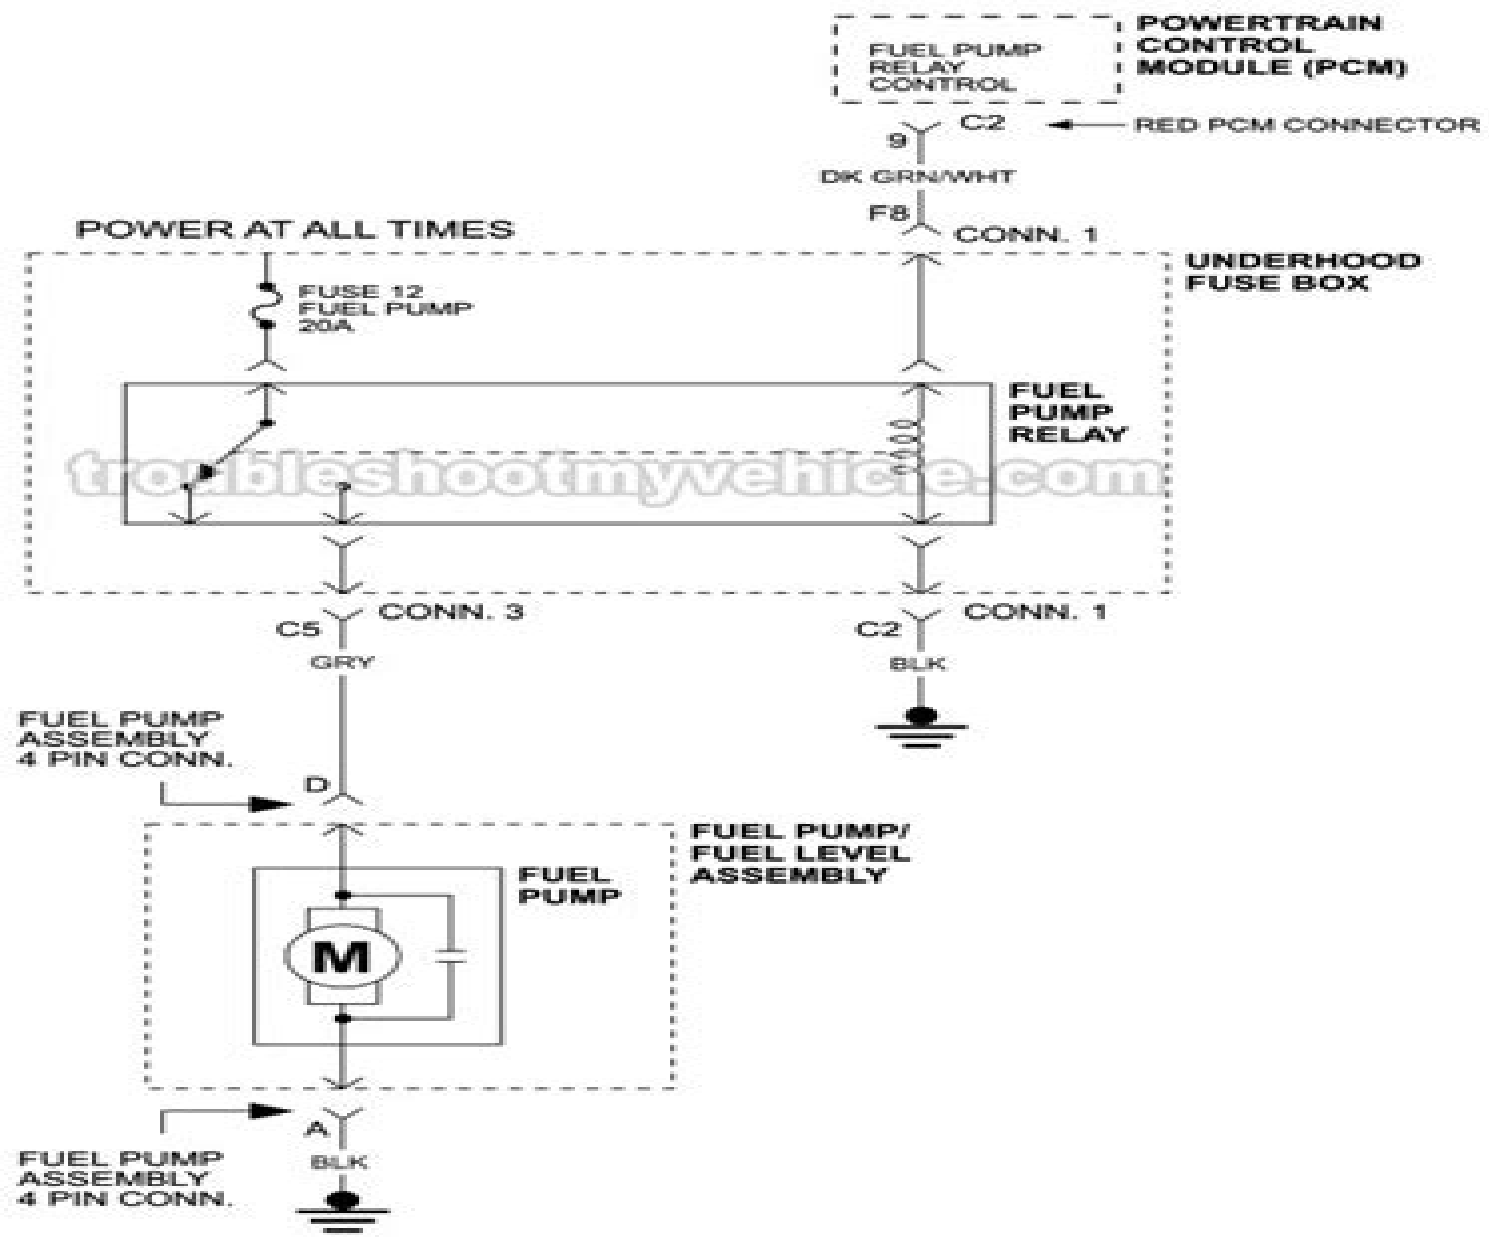 POWERTRAIN
CONTROL
MODULE (PCM)
FUEL PUMP
RELAY
CONTROL
C2
RED PCM CONNECTOR
9
DK GRN/WHT
F8
CONN. 1
POWER AT ALL TIMES
UNDERHOOD
FUSE BOX
FUSE 12
FUEL PUMP
20A
FUEL
PUMP
RELAY
troubleshootmyvehicle.com
CONN. 3
C5
GRY
CONN. 1
C2
BLK
FUEL PUMP
ASSEMBLY
4 PIN CONN.
D
FUEL PUMP/
FUEL LEVEL
ASSEMBLY
FUEL
PUMP
M
A
BLK
FUEL PUMP
ASSEMBLY
4 PIN CONN.